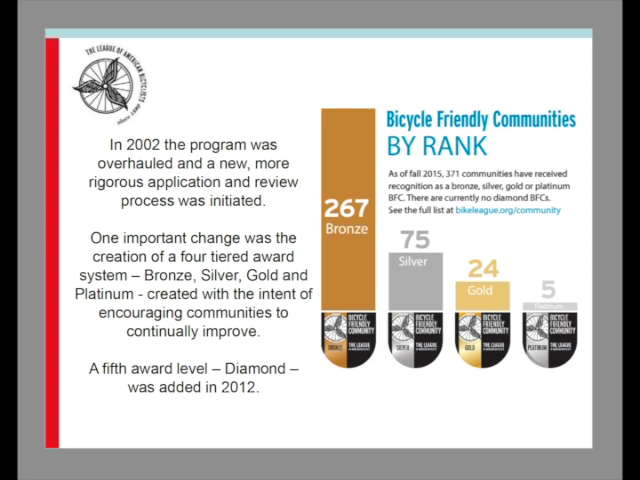 THE LEAGUE OF AMERICAN BICYCLISTS
since 1880
In 2002 the program was
overhauled and a new, more
rigorous application and review
process was initiated.
One important change was the
creation of a four tiered award
system – Bronze, Silver, Gold and
Platinum - created with the intent of
encouraging communities to
continually improve.
A fifth award level – Diamond –
was added in 2012.
Bicycle Friendly Communities
BY RANK
As of fall 2015, 371 communities have received
recognition as a bronze, silver, gold or platinum
BFC. There are currently no diamond BFCs.
See the full list at bikeleague.org/community
267
Bronze
75
Silver
24
Gold
5
Platinum
BICYCLE
FRIENDLY
COMMUNITY
BRONZE
THE LEAGUE
BICYCLE
FRIENDLY
COMMUNITY
SILVER
THE LEAGUE
BICYCLE
FRIENDLY
COMMUNITY
GOLD
THE LEAGUE
BICYCLE
FRIENDLY
COMMUNITY
PLATINUM
THE LEAGUE